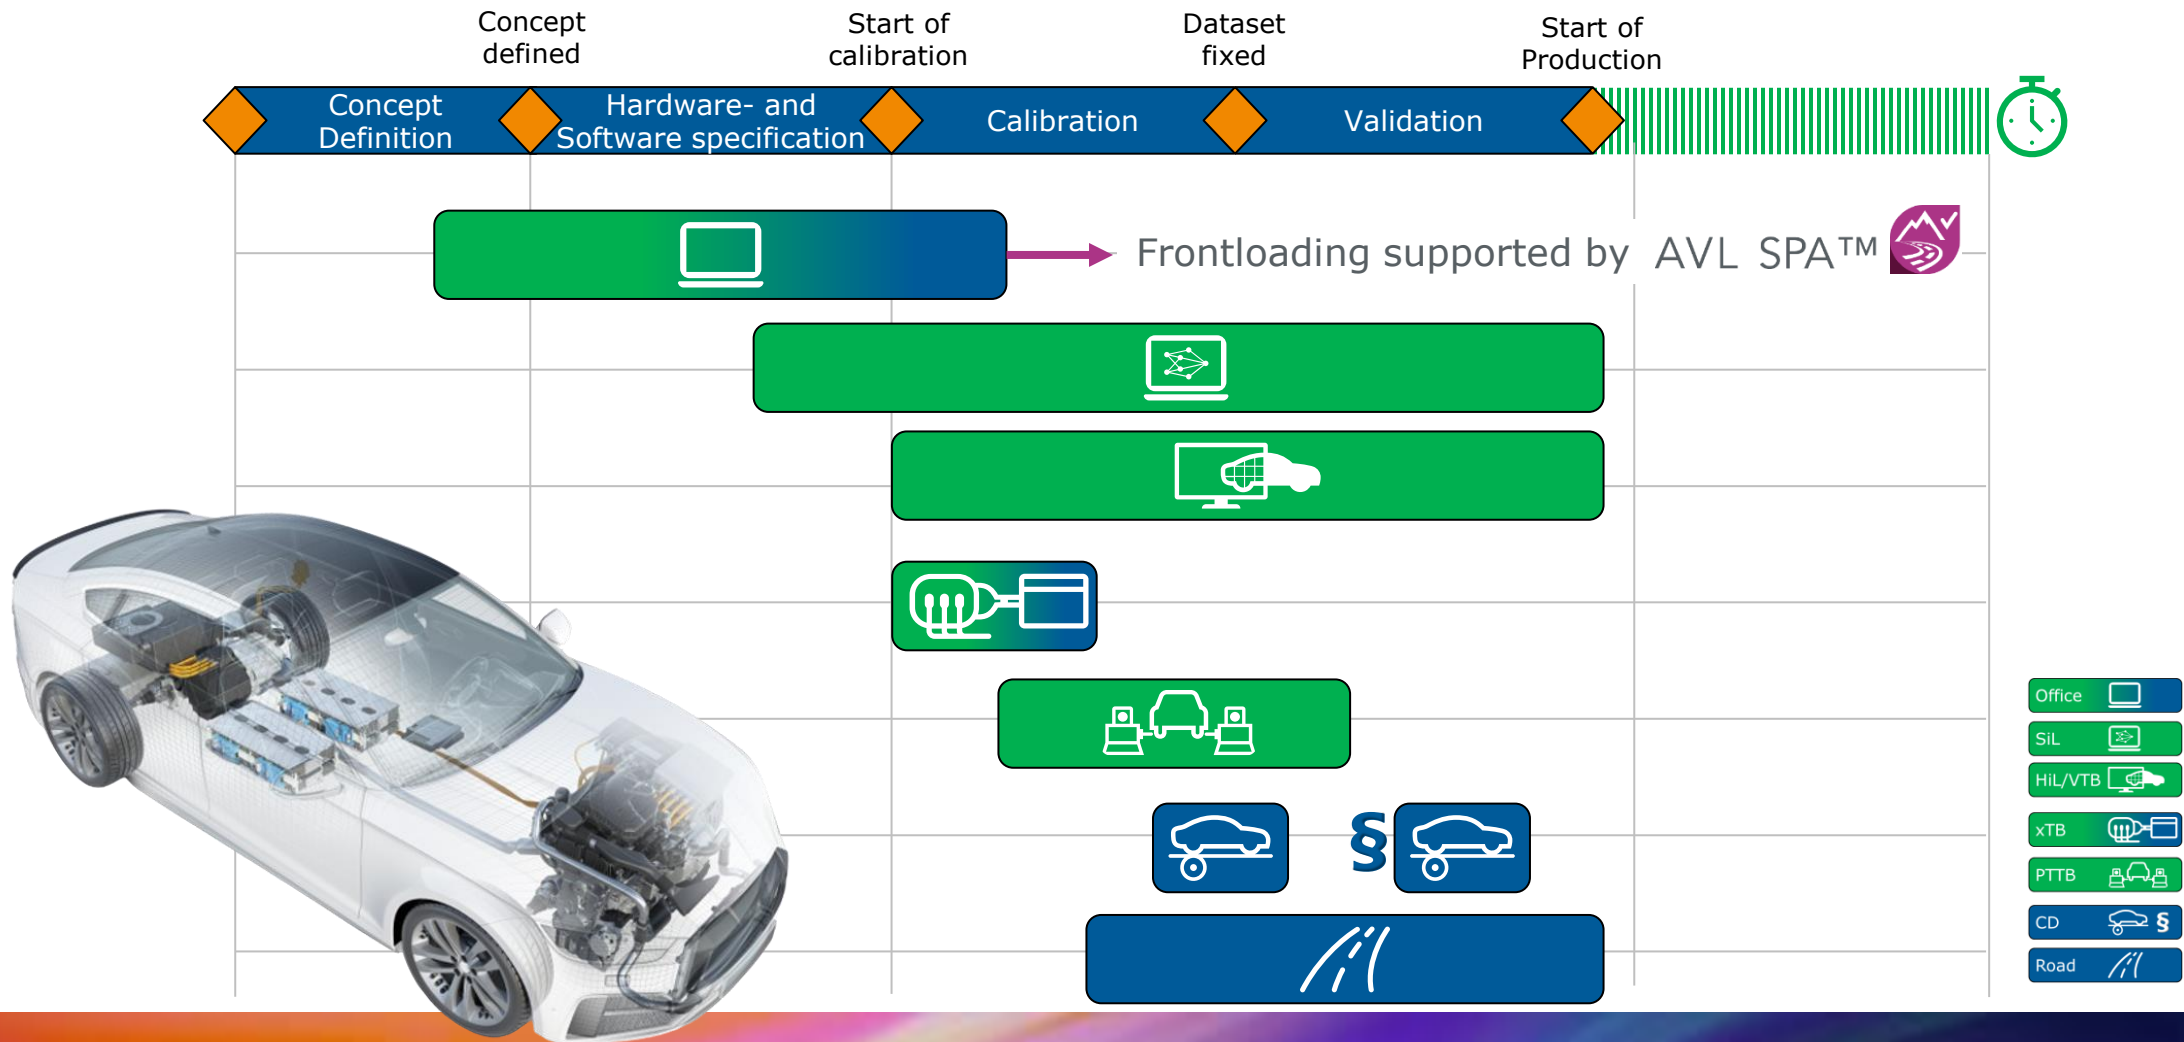 Concept
defined
Start of
calibration
Dataset
fixed
Start of
Production
Concept
Definition
Hardware- and
Software specification
Calibration
Validation
Frontloading supported by AVL SPA™
§
Office
SiL
HiL/VTB
xTB
PTTB
CD §
Road